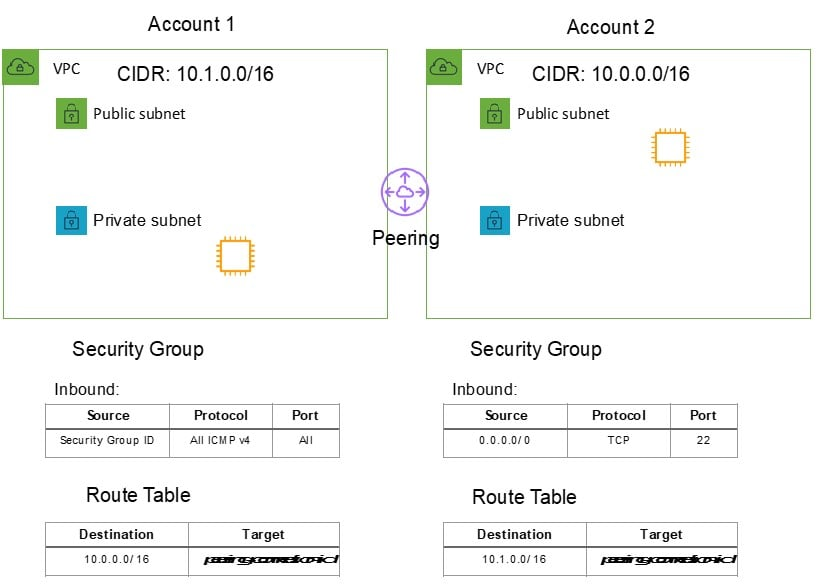 Account 1
Account 2
VPC
CIDR: 10.1.0.0/16
VPC
CIDR: 10.0.0.0/16
Public subnet
Public subnet
Private subnet
Private subnet
Peering
Security Group
Security Group
Inbound:
Inbound:
Source Protocol Port
Security Group ID All ICMP v4 All
Source Protocol Port
0.0.0.0/0 TCP 22
Route Table
Route Table
Destination Target
10.0.0.0/16
Destination Target
10.1.0.0/16